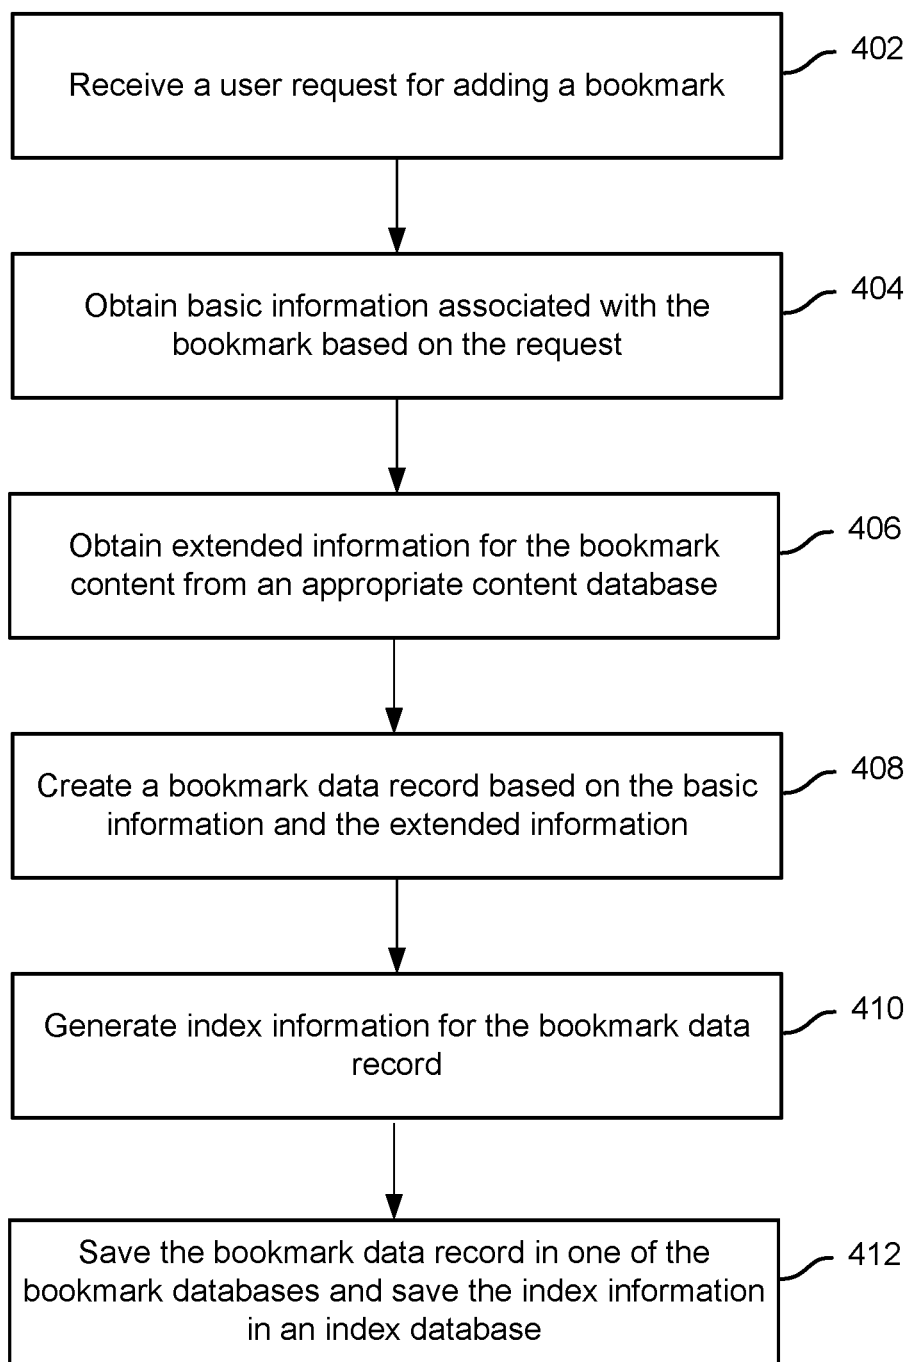 Receive a user request for adding a bookmark
402
Obtain basic information associated with the
bookmark based on the request
404
Obtain extended information for the bookmark
content from an appropriate content database
406
Create a bookmark data record based on the basic
information and the extended information
408
Generate index information for the bookmark data
record
410
Save the bookmark data record in one of the
bookmark databases and save the index information
in an index database
412